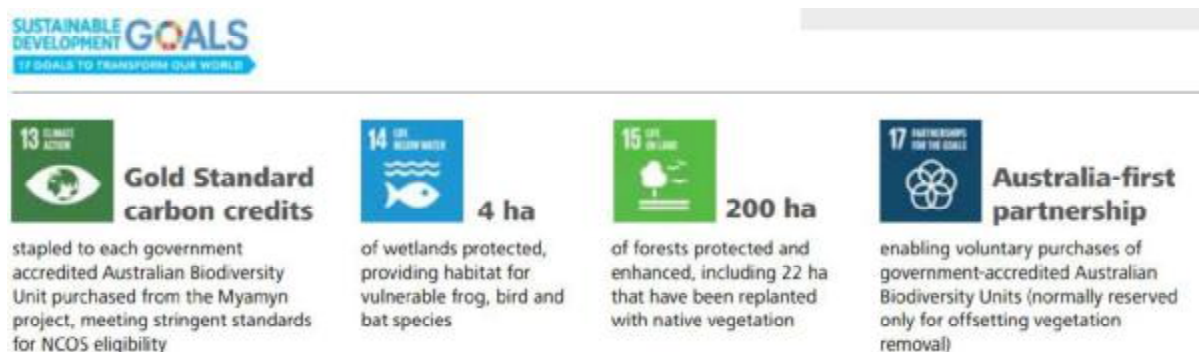 SUSTAINABLE
DEVELOPMENT GOALS
17 GOALS TO TRANSFORM OUR WORLD
13 CLIMATE
ACTION
Gold Standard
carbon credits
stapled to each government
accredited Australian Biodiversity
Unit purchased from the Myamyn
project, meeting stringent standards
for NCOS eligibility
14 LIFE
BELOW WATER
4 ha
of wetlands protected,
providing habitat for
vulnerable frog, bird and
bat species
15 LIFE
ON LAND
200 ha
of forests protected and
enhanced, including 22 ha
that have been replanted
with native vegetation
17 PARTNERSHIPS
FOR THE GOALS
Australia-first
partnership
enabling voluntary purchases of
government-accredited Australian
Biodiversity Units (normally reserved
only for offsetting vegetation
removal)